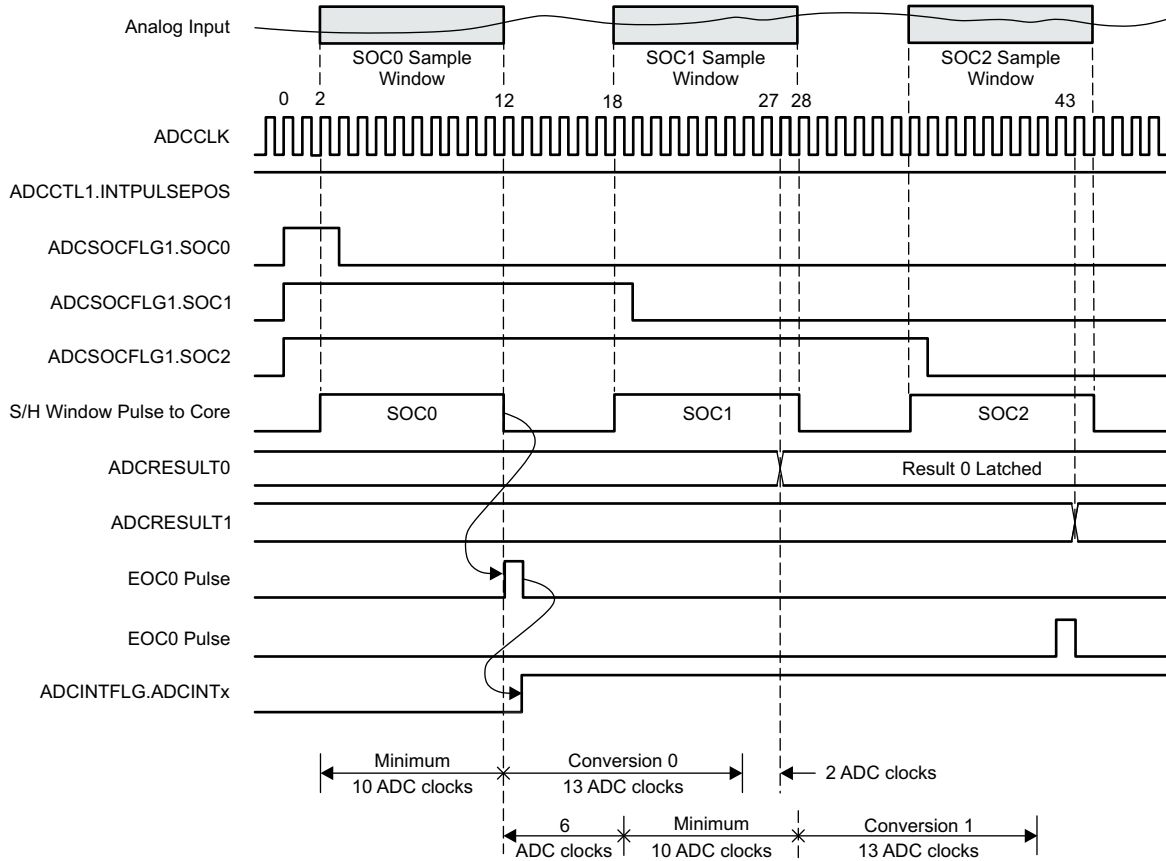 Analog Input
SOC0 Sample
Window
SOC1 Sample
Window
SOC2 Sample
Window
0 2 12 18 27 28 43
ADCCLK
ADCCTL1.INTPULSEPOS
ADCSOCFLG1.SOC0
ADCSOCFLG1.SOC1
ADCSOCFLG1.SOC2
S/H Window Pulse to Core SOC0 SOC1 SOC2
ADCRESULT0 Result 0 Latched
ADCRESULT1
EOC0 Pulse
EOC0 Pulse
ADCINTFLG.ADCINTx
Minimum
10 ADC clocks
Conversion 0
13 ADC clocks
2 ADC clocks
6
ADC clocks
Minimum
10 ADC clocks
Conversion 1
13 ADC clocks